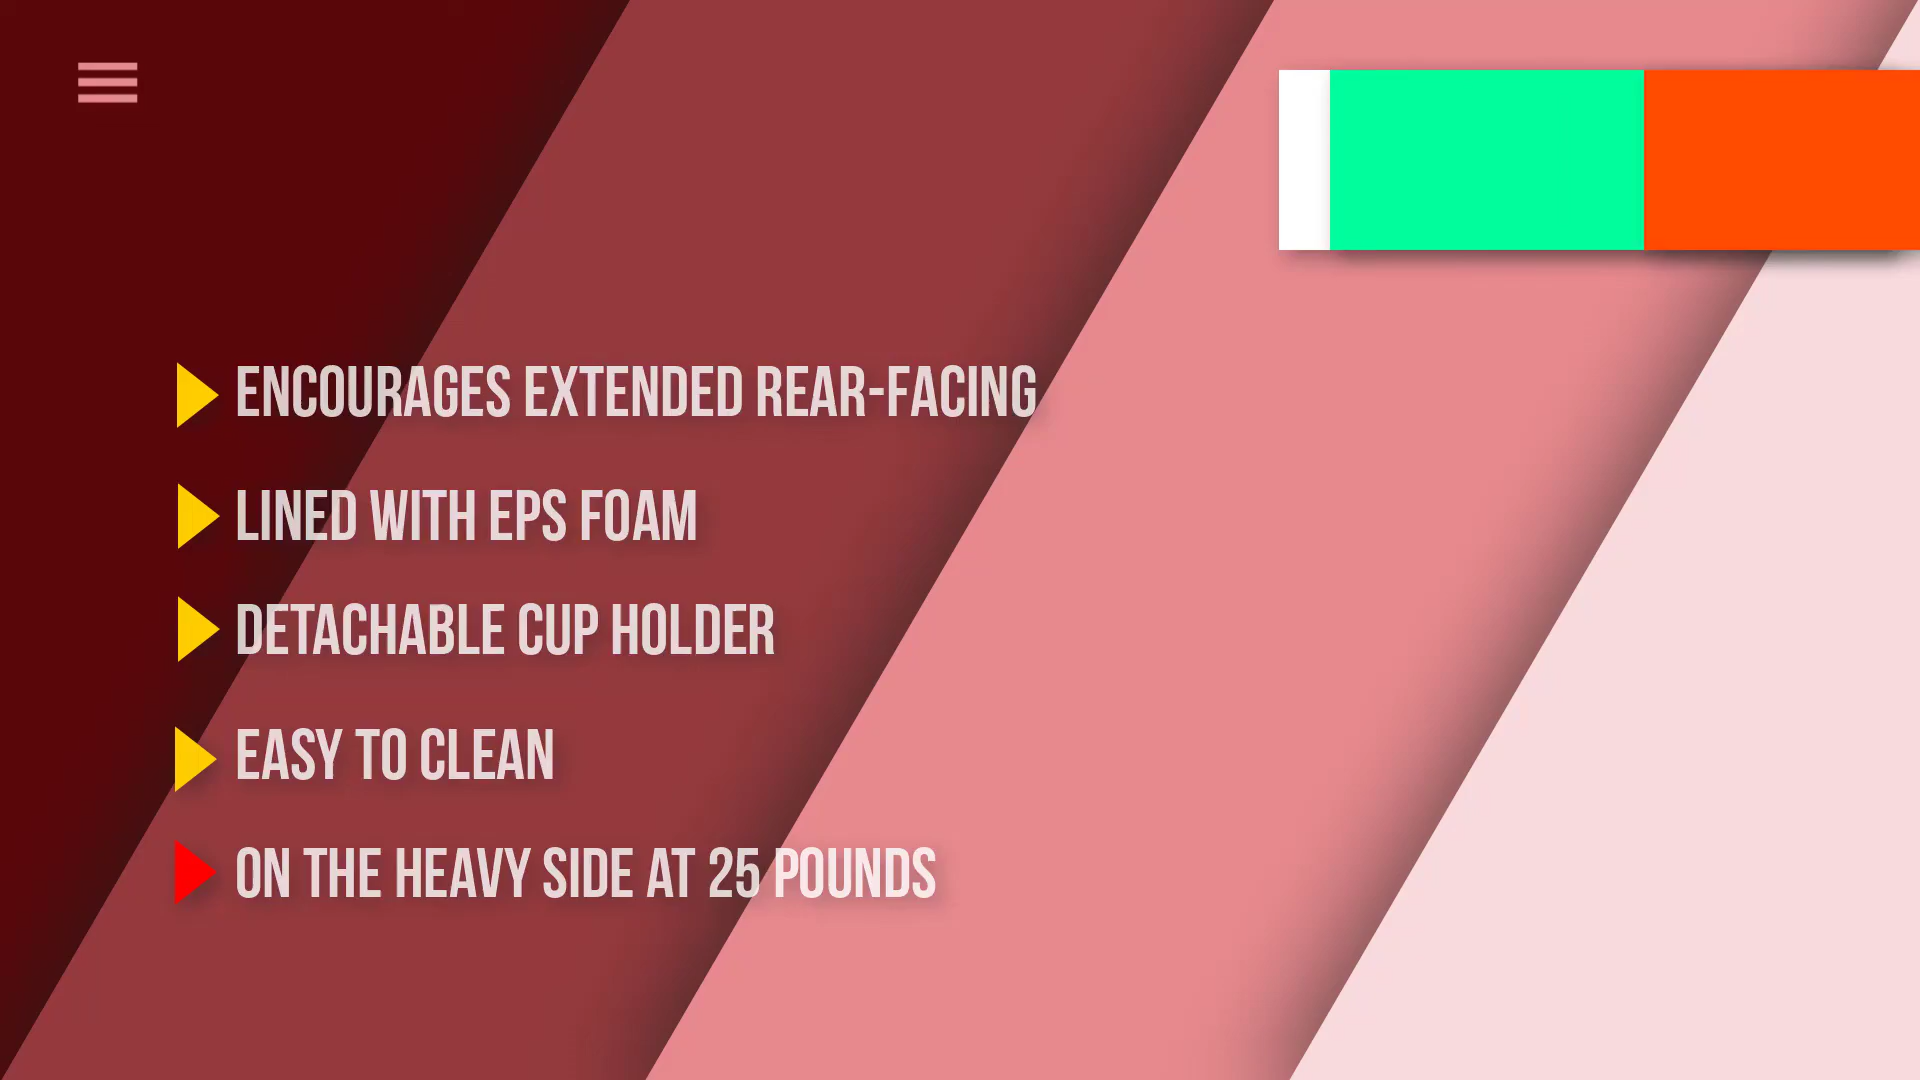 ENCOURAGES EXTENDED REAR-FACING
LINED WITH EPS FOAM
DETACHABLE CUP HOLDER
EASY TO CLEAN
ON THE HEAVY SIDE AT 25 POUNDS